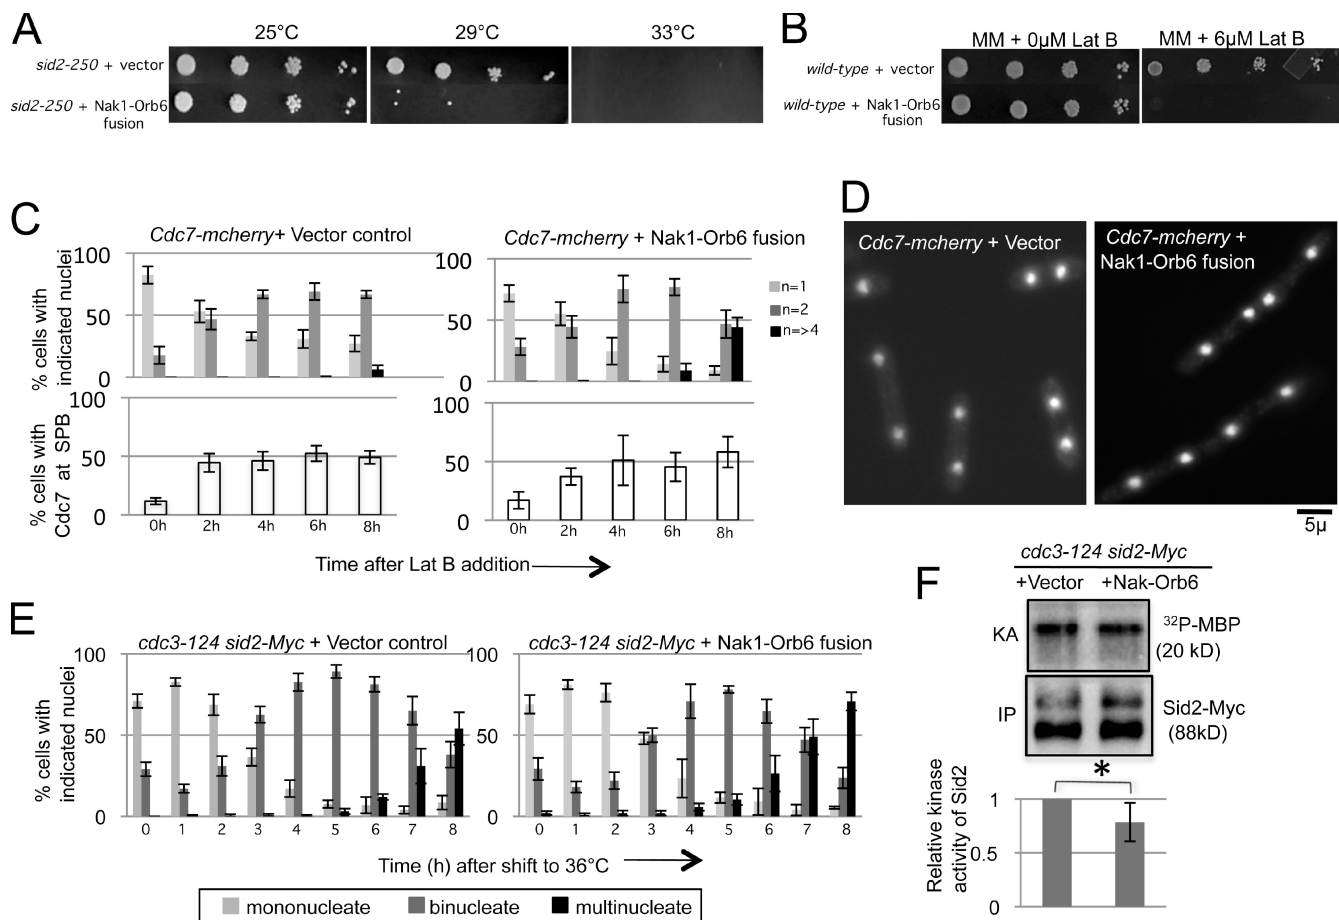 A
25°C
29°C
33°C
sid2-250 + vector
sid2-250 + Nak1-Orb6
fusion
B
MM + 0µM Lat B
MM + 6µM Lat B
wild-type + vector
wild-type + Nak1-Orb6
fusion
C
Cdc7-mcherry+ Vector control
Cdc7-mcherry + Nak1-Orb6 fusion
% cells with
indicated nuclei
100
50
0
100
50
0
n=1
n=2
n=>4
% cells with
Cdc7 at SPB
100
50
0
0h 2h 4h 6h 8h
100
50
0
0h 2h 4h 6h 8h
Time after Lat B addition
D
Cdc7-mcherry + Vector
Cdc7-mcherry +
Nak1-Orb6 fusion
5µ
E
cdc3-124 sid2-Myc + Vector control
cdc3-124 sid2-Myc + Nak1-Orb6 fusion
% cells with
indicated nuclei
100
50
0
0 1 2 3 4 5 6 7 8
100
50
0
0 1 2 3 4 5 6 7 8
Time (h) after shift to 36°C
mononucleate binucleate multinucleate
F
cdc3-124 sid2-Myc
+Vector +Nak-Orb6
KA
³²P-MBP
(20 kD)
IP
Sid2-Myc
(88kD)
*
Relative kinase
activity of Sid2
1
0.5
0